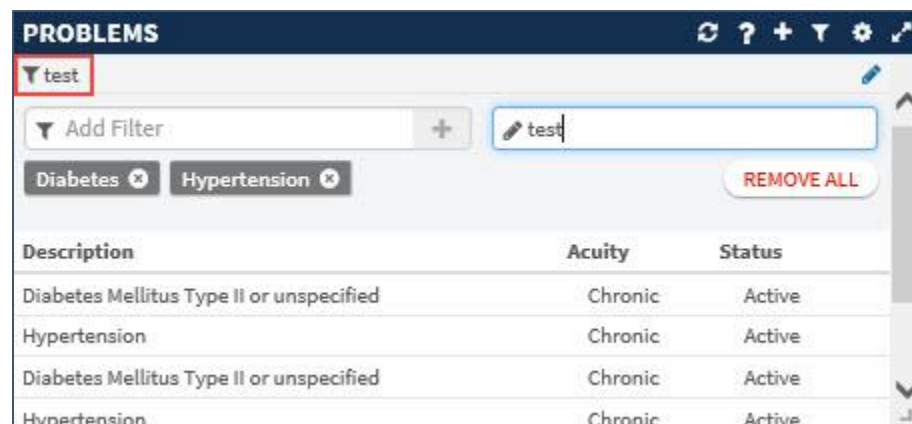 PROBLEMS ?
test
Add Filter test
Diabetes Hypertension REMOVE ALL
Description Acuity Status
Diabetes Mellitus Type II or unspecified Chronic Active
Hypertension Chronic Active
Diabetes Mellitus Type II or unspecified Chronic Active
Hypertension Chronic Active